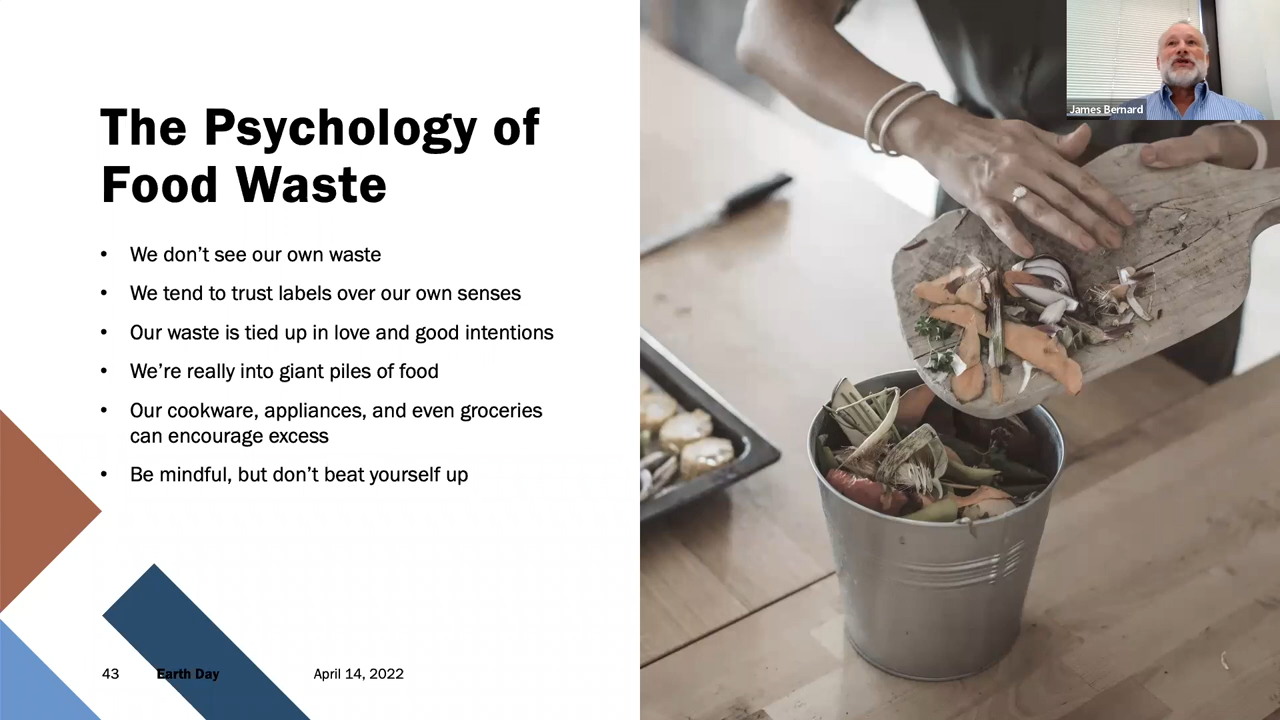 The Psychology of
Food Waste
• We don’t see our own waste
• We tend to trust labels over our own senses
• Our waste is tied up in love and good intentions
• We’re really into giant piles of food
• Our cookware, appliances, and even groceries
can encourage excess
• Be mindful, but don’t beat yourself up
43 Earth Day April 14, 2022
James Bernard